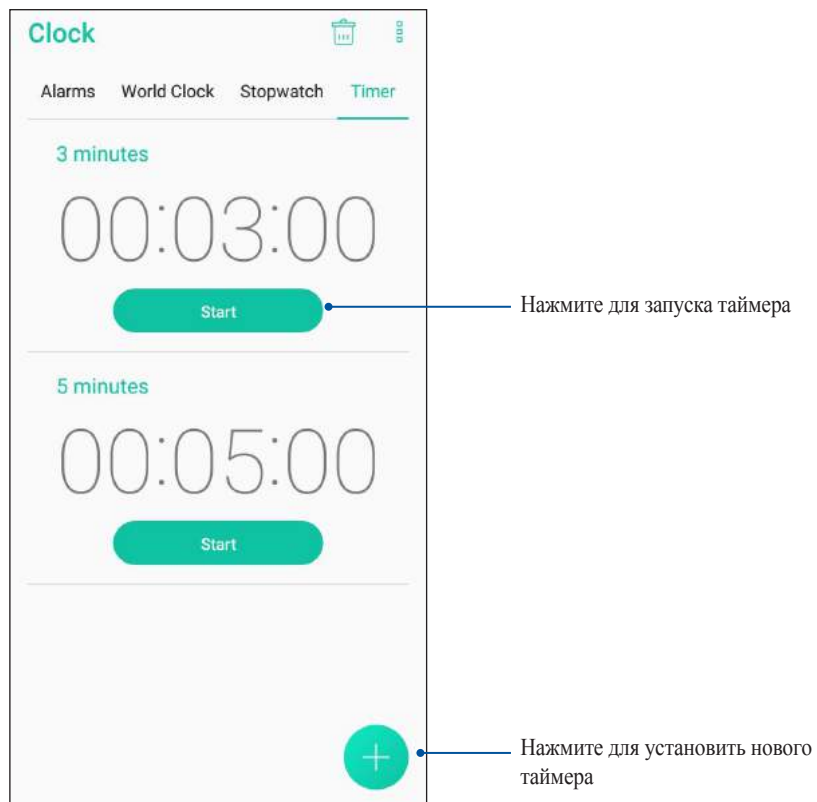 Clock
Alarms World Clock Stopwatch Timer
3 minutes
00:03:00
Start
Нажмите для запуска таймера
5 minutes
00:05:00
Start
Нажмите для установить нового
таймера